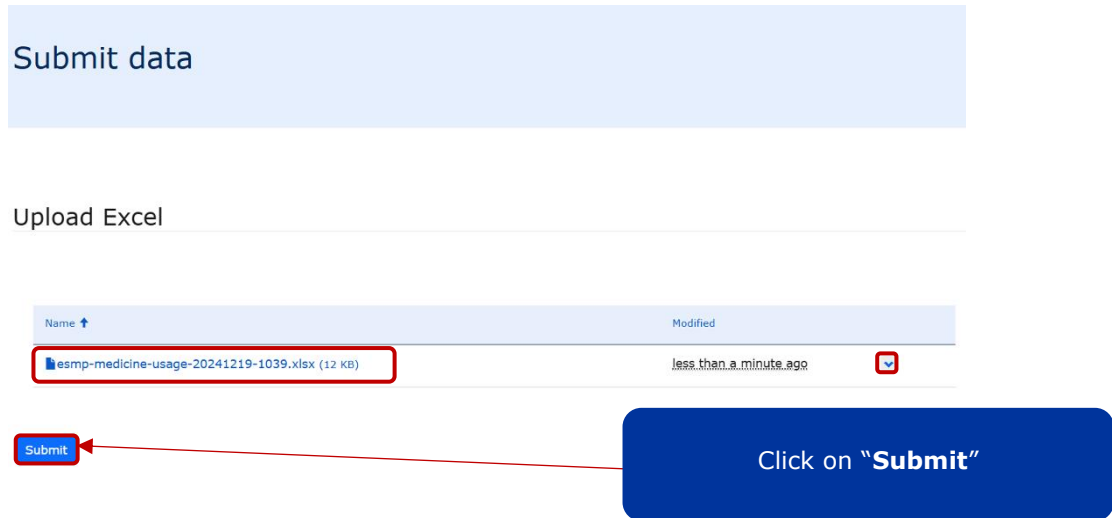 Submit data
Upload Excel
Name ↑ Modified
esmp-medicine-usage-20241219-1039.xlsx (12 KB) less than a minute ago
Submit
Click on “Submit”